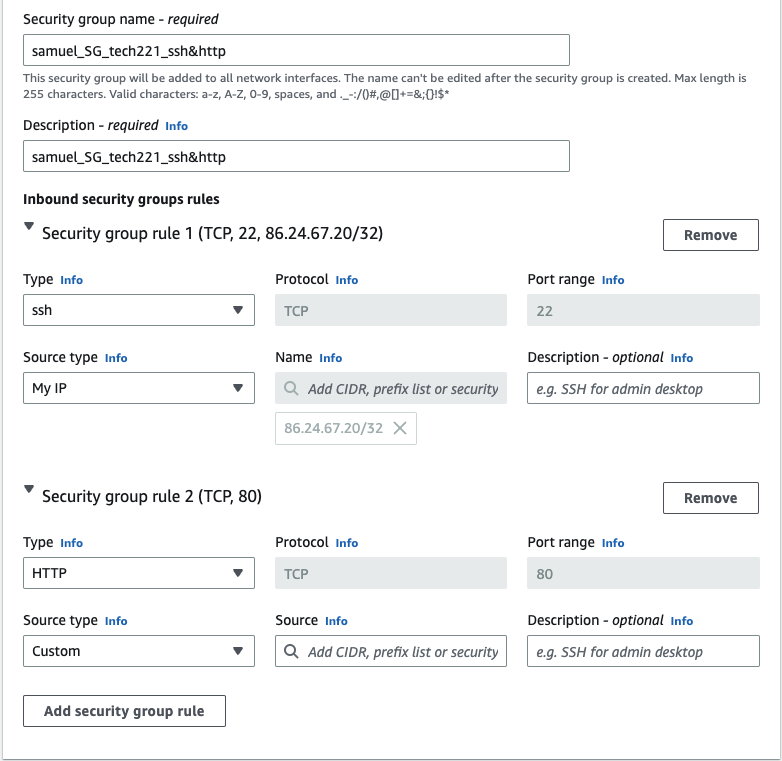 Security group name - required
samuel_SG_tech221_ssh&http
This security group will be added to all network interfaces. The name can't be edited after the security group is created. Max length is
255 characters. Valid characters: a-z, A-Z, 0-9, spaces, and ._-:/()#,@[]+=&;{}!$*
Description - required Info
samuel_SG_tech221_ssh&http
Inbound security groups rules
Security group rule 1 (TCP, 22, 86.24.67.20/32)
Remove
Type Info
Protocol Info
Port range Info
ssh
TCP
22
Source type Info
Name Info
Description - optional Info
My IP
Add CIDR, prefix list or security
e.g. SSH for admin desktop
86.24.67.20/32
Security group rule 2 (TCP, 80)
Remove
Type Info
Protocol Info
Port range Info
HTTP
TCP
80
Source type Info
Source Info
Description - optional Info
Custom
Add CIDR, prefix list or security
e.g. SSH for admin desktop
Add security group rule